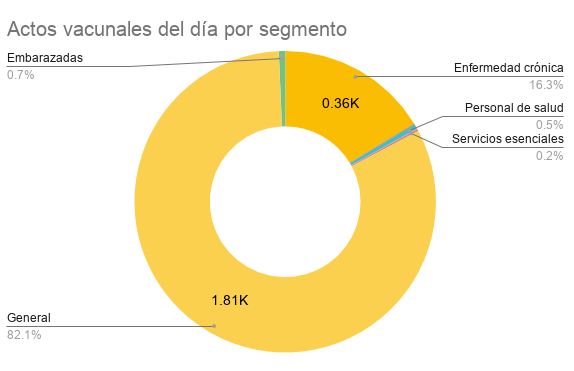 Actos vacunales del día por segmento
Embarazadas
0.7%
Enfermedad crónica
16.3%
0.36K
Personal de salud
0.5%
Servicios esenciales
0.2%
1.81K
General
82.1%